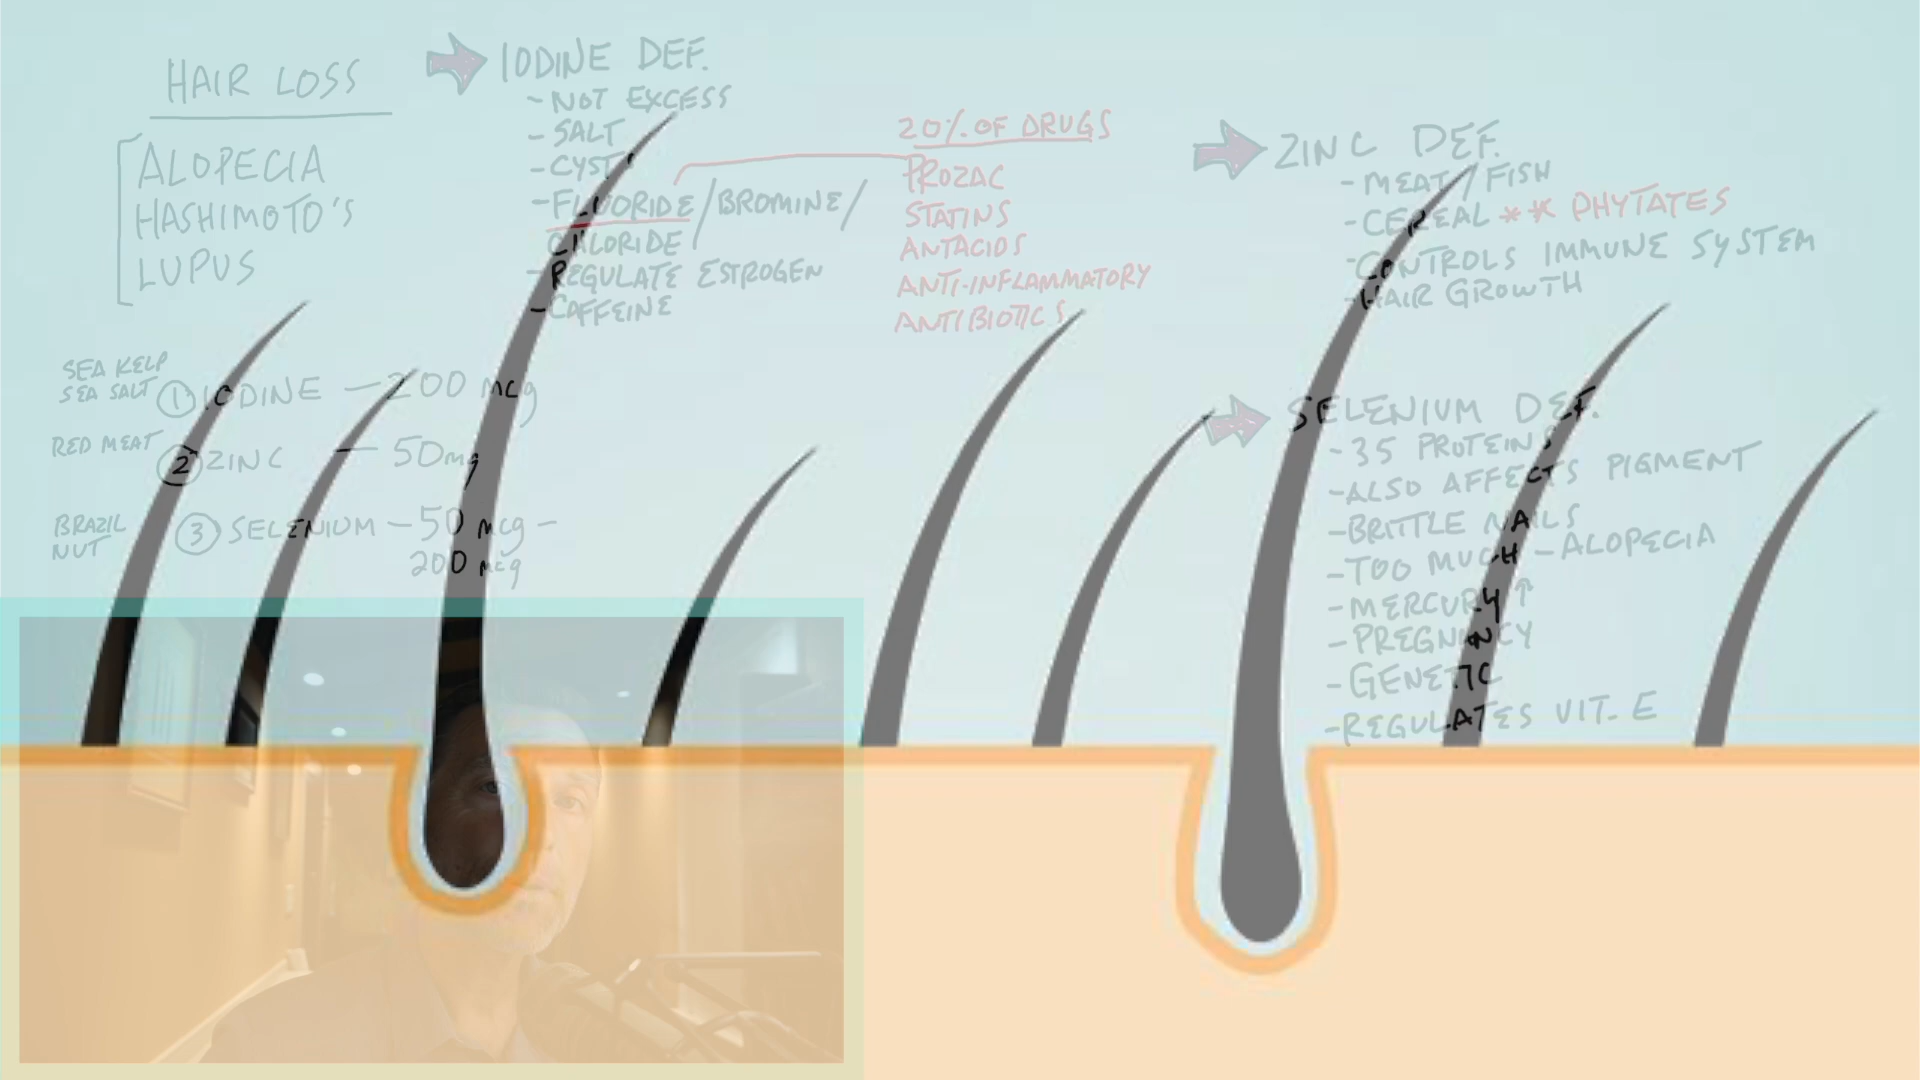 HAIR LOSS
ALOPECIA
HASHIMOTO'S
LUPUS
IODINE DEF.
- NOT EXCESS
- SALT
- CYST
- FLUORIDE / BROMINE /
CHLORIDE
- REGULATE ESTROGEN
- CAFFEINE
20% OF DRUGS
PROZAC
STATINS
ANTACIDS
ANTI-INFLAMMATORY
ANTIBIOTICS
ZINC DEF.
- MEAT / FISH
- CEREAL ** PHYTATES
- CONTROLS IMMUNE SYSTEM
- HAIR GROWTH
SEA KELP
SEA SALT 1 IODINE - 200 mcg
RED MEAT 2 ZINC - 50mg
BRAZIL
NUT 3 SELENIUM - 50 mcg -
200 mcg
SELENIUM DEF.
- 35 PROTEINS
- ALSO AFFECTS PIGMENT
- BRITTLE NAILS
- TOO MUCH - ALOPECIA
- MERCURY ↑
- PREGNANCY
- GENETIC
- REGULATES VIT. E